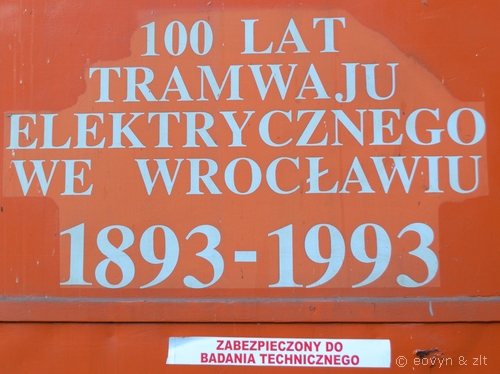 100 LAT
TRAMWAJU
ELEKTRYCZNEGO
WE WROCŁAWIU
1893-1993
ZABEZPIECZONY DO
BADANIA TECHNICZNEGO
© eovyn & zlt